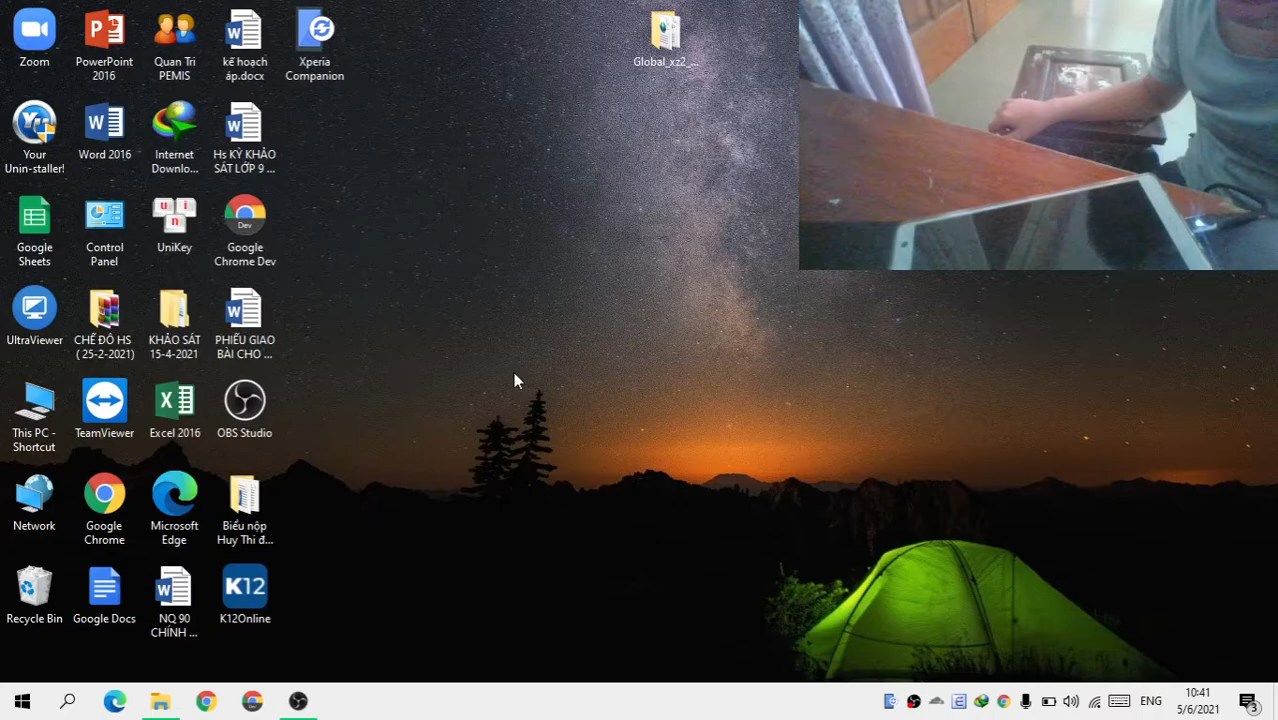 Zoom
PowerPoint
2016
Quan Tri
PEMIS
kế hoạch
áp.docx
Xperia
Companion
Global_xz2_...
Your
Unin-staller!
Word 2016
Internet
Downlo...
Hs KỲ KHẢO
SÁT LỚP 9 ...
Google
Sheets
Control
Panel
u i
n
UniKey
Dev
Google
Chrome Dev
UltraViewer
CHẾ ĐỘ HS
( 25-2-2021)
KHẢO SÁT
15-4-2021
PHIẾU GIAO
BÀI CHO ...
This PC -
Shortcut
TeamViewer
Excel 2016
OBS Studio
Network
Google
Chrome
Microsoft
Edge
Biểu nộp
Huy Thi đ...
Recycle Bin
Google Docs
NQ 90
CHÍNH ...
K12
K12Online
ENG
10:41
5/6/2021
3